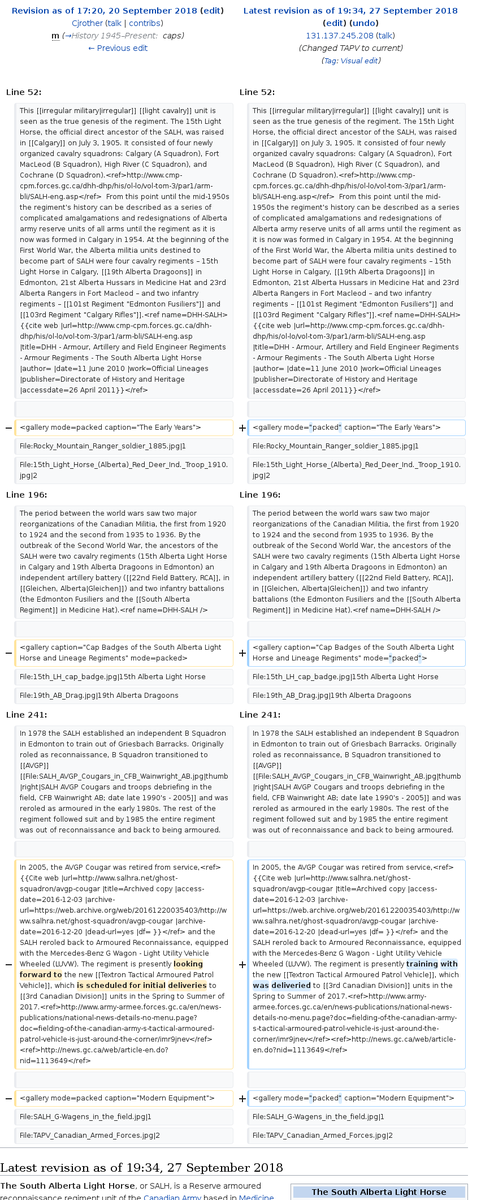 Revision as of 17:20, 20 September 2018 (edit)
Cjrother (talk | contribs)
m (→History 1945–Present: caps)
← Previous edit
Latest revision as of 19:34, 27 September 2018
(edit) (undo)
131.137.245.208 (talk)
(Changed TAPV to current)
(Tag: Visual edit)
Line 52:
This [[irregular military|irregular]] [[light cavalry]] unit is
seen as the true genesis of the regiment. The 15th Light
Horse, the official direct ancestor of the SALH, was raised
in [[Calgary]] on July 3, 1905. It consisted of four newly
organized cavalry squadrons: Calgary (A Squadron), Fort
MacLeod (B Squadron), High River (C Squadron), and
Cochrane (D Squadron).<ref>http://www.cmp-
cpm.forces.gc.ca/dhh-dhp/his/ol-lo/vol-tom-3/par1/arm-
bli/SALH-eng.asp</ref>  From this point until the mid-1950s
the regiment's history can be described as a series of
complicated amalgamations and redesignations of Alberta
army reserve units of all arms until the regiment as it is
now was formed in Calgary in 1954. At the beginning of the
First World War, the Alberta militia units destined to
become part of SALH were four cavalry regiments – 15th
Light Horse in Calgary, [[19th Alberta Dragoons]] in
Edmonton, 21st Alberta Hussars in Medicine Hat and 23rd
Alberta Rangers in Fort Macleod – and two infantry
regiments – [[101st Regiment "Edmonton Fusiliers"]] and
[[103rd Regiment "Calgary Rifles"]].<ref name=DHH-SALH>
{{cite web |url=http://www.cmp-cpm.forces.gc.ca/dhh-
dhp/his/ol-lo/vol-tom-3/par1/arm-bli/SALH-eng.asp
|title=DHH - Armour, Artillery and Field Engineer Regiments
- Armour Regiments - The South Alberta Light Horse
|author= |date=11 June 2010 |work=Official Lineages
|publisher=Directorate of History and Heritage
|accessdate=26 April 2011}}</ref>
− <gallery mode=packed caption="The Early Years">
File:Rocky_Mountain_Ranger_soldier_1885.jpg|1
File:15th_Light_Horse_(Alberta)_Red_Deer_Ind._Troop_1910.
jpg|2
Line 52:
This [[irregular military|irregular]] [[light cavalry]] unit is
seen as the true genesis of the regiment. The 15th Light
Horse, the official direct ancestor of the SALH, was raised
in [[Calgary]] on July 3, 1905. It consisted of four newly
organized cavalry squadrons: Calgary (A Squadron), Fort
MacLeod (B Squadron), High River (C Squadron), and
Cochrane (D Squadron).<ref>http://www.cmp-
cpm.forces.gc.ca/dhh-dhp/his/ol-lo/vol-tom-3/par1/arm-
bli/SALH-eng.asp</ref>  From this point until the mid-
1950s the regiment's history can be described as a series
of complicated amalgamations and redesignations of
Alberta army reserve units of all arms until the regiment as
it is now was formed in Calgary in 1954. At the beginning of
the First World War, the Alberta militia units destined to
become part of SALH were four cavalry regiments – 15th
Light Horse in Calgary, [[19th Alberta Dragoons]] in
Edmonton, 21st Alberta Hussars in Medicine Hat and 23rd
Alberta Rangers in Fort Macleod – and two infantry
regiments – [[101st Regiment "Edmonton Fusiliers"]] and
[[103rd Regiment "Calgary Rifles"]].<ref name=DHH-SALH>
{{cite web |url=http://www.cmp-cpm.forces.gc.ca/dhh-
dhp/his/ol-lo/vol-tom-3/par1/arm-bli/SALH-eng.asp
|title=DHH - Armour, Artillery and Field Engineer Regiments
- Armour Regiments - The South Alberta Light Horse
|author= |date=11 June 2010 |work=Official Lineages
|publisher=Directorate of History and Heritage
|accessdate=26 April 2011}}</ref>
+ <gallery mode="packed" caption="The Early Years">
File:Rocky_Mountain_Ranger_soldier_1885.jpg|1
File:15th_Light_Horse_(Alberta)_Red_Deer_Ind._Troop_1910.
jpg|2
Line 196:
The period between the world wars saw two major
reorganizations of the Canadian Militia, the first from 1920
to 1924 and the second from 1935 to 1936. By the
outbreak of the Second World War, the ancestors of the
SALH were two cavalry regiments (15th Alberta Light Horse
in Calgary and 19th Alberta Dragoons in Edmonton) an
independent artillery battery ([[22nd Field Battery, RCA]], in
[[Gleichen, Alberta|Gleichen]]) and two infantry battalions
(the Edmonton Fusiliers and the [[South Alberta
Regiment]] in Medicine Hat).<ref name=DHH-SALH />
− <gallery caption="Cap Badges of the South Alberta Light
Horse and Lineage Regiments" mode=packed>
File:15th_LH_cap_badge.jpg|15th Alberta Light Horse
File:19th_AB_Drag.jpg|19th Alberta Dragoons
Line 196:
The period between the world wars saw two major
reorganizations of the Canadian Militia, the first from 1920
to 1924 and the second from 1935 to 1936. By the
outbreak of the Second World War, the ancestors of the
SALH were two cavalry regiments (15th Alberta Light Horse
in Calgary and 19th Alberta Dragoons in Edmonton) an
independent artillery battery ([[22nd Field Battery, RCA]],
in [[Gleichen, Alberta|Gleichen]]) and two infantry
battalions (the Edmonton Fusiliers and the [[South Alberta
Regiment]] in Medicine Hat).<ref name=DHH-SALH />
+ <gallery caption="Cap Badges of the South Alberta Light
Horse and Lineage Regiments" mode="packed">
File:15th_LH_cap_badge.jpg|15th Alberta Light Horse
File:19th_AB_Drag.jpg|19th Alberta Dragoons
Line 241:
In 1978 the SALH established an independent B Squadron
in Edmonton to train out of Griesbach Barracks. Originally
roled as reconnaissance, B Squadron transitioned to
[[AVGP]]
[[File:SALH_AVGP_Cougars_in_CFB_Wainwright_AB.jpg|thumb
|right|SALH AVGP Cougars and troops debriefing in the
field, CFB Wainwright AB; date late 1990's - 2005]] and was
reroled as armoured in the early 1980s. The rest of the
regiment followed suit and by 1985 the entire regiment
was out of reconnaissance and back to being armoured.
− In 2005, the AVGP Cougar was retired from service,<ref>
{{Cite web |url=http://www.salhra.net/ghost-
squadron/avgp-cougar |title=Archived copy |access-
date=2016-12-03 |archive-
url=https://web.archive.org/web/20161220035403/http://w
ww.salhra.net/ghost-squadron/avgp-cougar |archive-
date=2016-12-20 |dead-url=yes |df= }}</ref> and the
SALH reroled back to Armoured Reconnaissance, equipped
with the Mercedes-Benz G Wagon - Light Utility Vehicle
Wheeled (LUVW). The regiment is presently looking
forward to the new [[Textron Tactical Armoured Patrol
Vehicle]], which is scheduled for initial deliveries to
[[3rd Canadian Division]] units in the Spring to Summer of
2017.<ref>http://www.army-armee.forces.gc.ca/en/news-
publications/national-news-details-no-menu.page?
doc=fielding-of-the-canadian-army-s-tactical-armoured-
patrol-vehicle-is-just-around-the-corner/imr9jnev</ref>
<ref>http://news.gc.ca/web/article-en.do?
nid=1113649</ref>
− <gallery mode=packed caption="Modern Equipment">
File:SALH_G-Wagens_in_the_field.jpg|1
File:TAPV_Canadian_Armed_Forces.jpg|2
Line 241:
In 1978 the SALH established an independent B Squadron
in Edmonton to train out of Griesbach Barracks. Originally
roled as reconnaissance, B Squadron transitioned to
[[AVGP]]
[[File:SALH_AVGP_Cougars_in_CFB_Wainwright_AB.jpg|thumb
|right|SALH AVGP Cougars and troops debriefing in the
field, CFB Wainwright AB; date late 1990's - 2005]] and was
reroled as armoured in the early 1980s. The rest of the
regiment followed suit and by 1985 the entire regiment
was out of reconnaissance and back to being armoured.
+ In 2005, the AVGP Cougar was retired from service,<ref>
{{Cite web |url=http://www.salhra.net/ghost-
squadron/avgp-cougar |title=Archived copy |access-
date=2016-12-03 |archive-
url=https://web.archive.org/web/20161220035403/http://w
ww.salhra.net/ghost-squadron/avgp-cougar |archive-
date=2016-12-20 |dead-url=yes |df= }}</ref> and the
SALH reroled back to Armoured Reconnaissance, equipped
with the Mercedes-Benz G Wagon - Light Utility Vehicle
Wheeled (LUVW). The regiment is presently training with
the new [[Textron Tactical Armoured Patrol Vehicle]], which
was delivered to [[3rd Canadian Division]] units in the
Spring to Summer of 2017.<ref>http://www.army-
armee.forces.gc.ca/en/news-publications/national-news-
details-no-menu.page?doc=fielding-of-the-canadian-army-
s-tactical-armoured-patrol-vehicle-is-just-around-the-
corner/imr9jnev</ref><ref>http://news.gc.ca/web/article-
en.do?nid=1113649</ref>
+ <gallery mode="packed" caption="Modern Equipment">
File:SALH_G-Wagens_in_the_field.jpg|1
File:TAPV_Canadian_Armed_Forces.jpg|2
Latest revision as of 19:34, 27 September 2018
The South Alberta Light Horse, or SALH, is a Reserve armoured
reconnaissance regiment unit of the Canadian Army based in Medicine
The South Alberta Light Horse